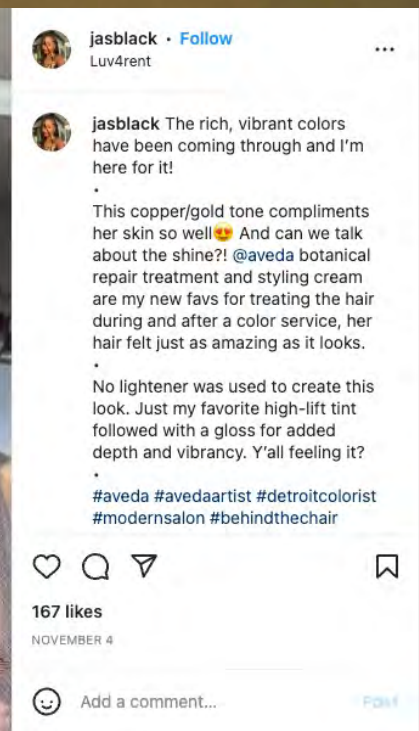 jasblack • Follow
Luv4rent
jasblack The rich, vibrant colors
have been coming through and I'm
here for it!
•
This copper/gold tone compliments
her skin so well😍 And can we talk
about the shine?! @aveda botanical
repair treatment and styling cream
are my new favs for treating the hair
during and after a color service, her
hair felt just as amazing as it looks.
•
No lightener was used to create this
look. Just my favorite high-lift tint
followed with a gloss for added
depth and vibrancy. Y'all feeling it?
•
#aveda #avedaartist #detroitcolorist
#modernsalon #behindthechair
167 likes
NOVEMBER 4
Add a comment... Post